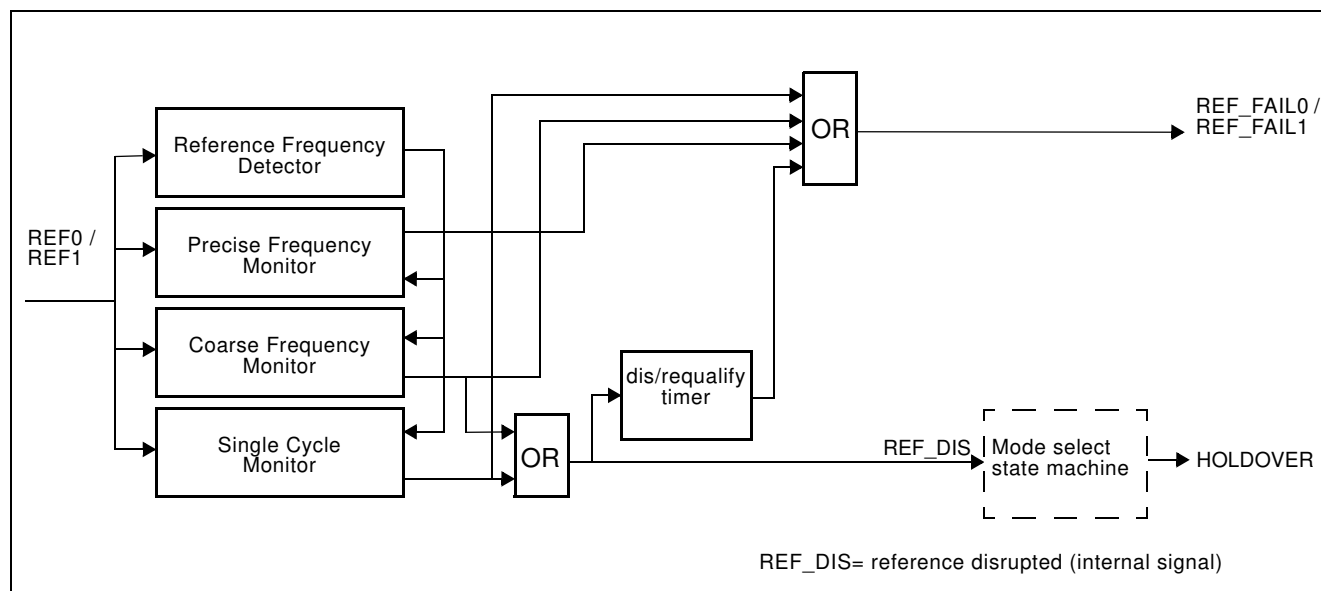 Reference Frequency
Detector
REF0 /
REF1
Precise Frequency
Monitor
Coarse Frequency
Monitor
Single Cycle
Monitor
OR
dis/requalify
timer
OR
REF_FAIL0 /
REF_FAIL1
REF_DIS
Mode select
state machine
HOLDOVER
REF_DIS= reference disrupted (internal signal)